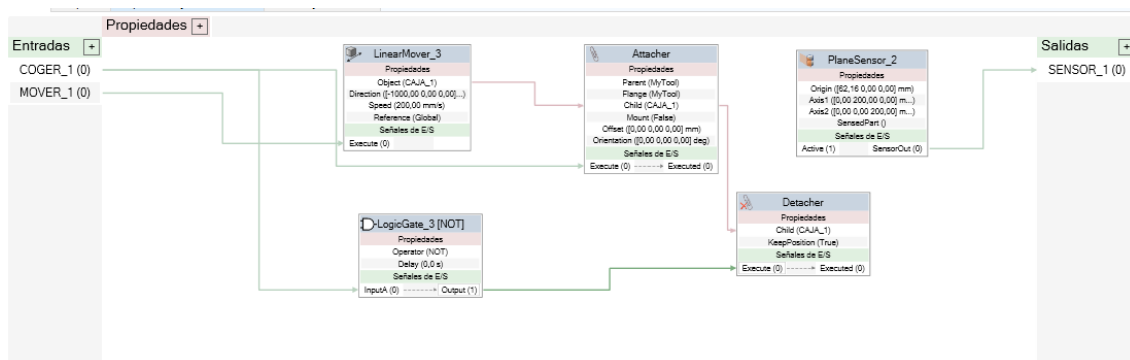 Propiedades +
Entradas +
COGER_1 (0)
MOVER_1 (0)
LinearMover_3
Propiedades
Object (CAJA_1)
Direction ([-1000,00 0,00 0,00]...)
Speed (200,00 mm/s)
Reference (Global)
Señales de E/S
Execute (0)
Attacher
Propiedades
Parent (MyTool)
Flange (MyTool)
Child (CAJA_1)
Mount (False)
Offset ([0,00 0,00 0,00] mm)
Orientation ([0,00 0,00 0,00] deg)
Señales de E/S
Execute (0) Executed (0)
PlaneSensor_2
Propiedades
Origin ([62,16 0,00 0,00] mm)
Axis1 ([0,00 200,00 0,00] m...)
Axis2 ([0,00 0,00 200,00] m...)
SensedPart ()
Señales de E/S
Active (1) SensorOut (0)
Salidas +
SENSOR_1 (0)
LogicGate_3 [NOT]
Propiedades
Operator (NOT)
Delay (0,0 s)
Señales de E/S
InputA (0) Output (1)
Detacher
Propiedades
Child (CAJA_1)
KeepPosition (True)
Señales de E/S
Execute (0) Executed (0)